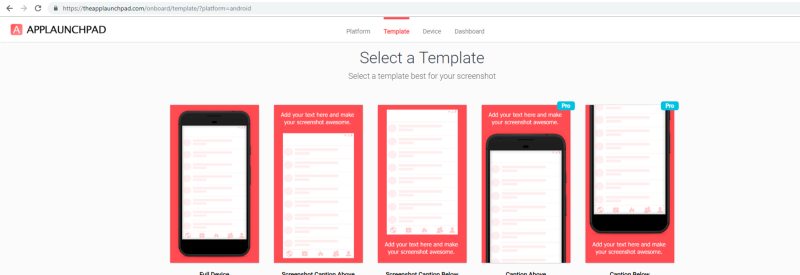 https://theapplaunchpad.com/onboard/template/?platform=android
A APPLAUNCHPAD
Platform Template Device Dashboard
Select a Template
Select a template best for your screenshot
Add your text here and make
your screenshot awesome.
Add your text here and make
your screenshot awesome.
Pro
Add your text here and make
your screenshot awesome.
Pro
Add your text here and make
your screenshot awesome.
Full Device
Screenshot Caption Above
Screenshot Caption Below
Caption Above
Caption Below